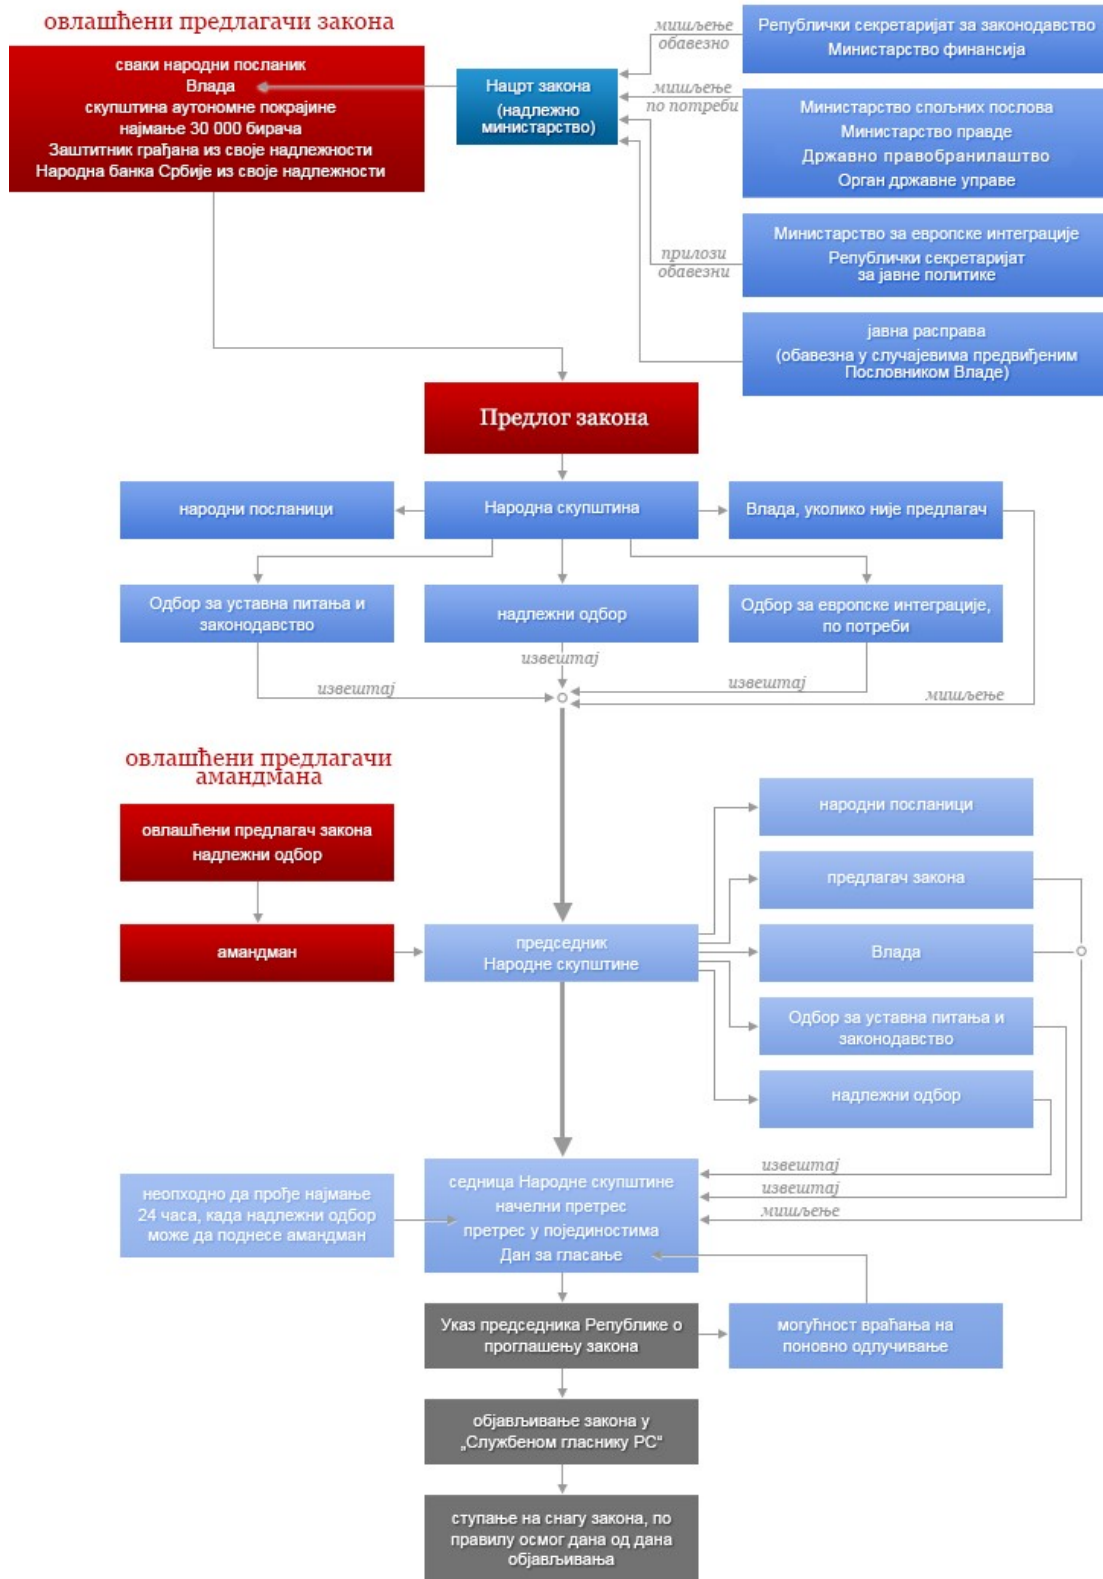 овлашћени предлагачи закона
сваки народни посланик
Влада
скупштина аутономне покрајине
најмање 30 000 бирача
Заштитник грађана из своје надлежности
Народна банка Србије из своје надлежности
Нацрт закона
(надлежно
министарство)
мишљење
обавезно
Републички секретаријат за законодавство
Министарство финансија
мишљење
по потреби
Министарство спољних послова
Министарство правде
Државно правобранилаштво
Орган државне управе
прилози
обавезни
Министарство за европске интеграције
Републички секретаријат
за јавне политике
јавна расправа
(обавезна у случајевима предвиђеним
Пословником Владе)
Предлог закона
народни посланици
Народна скупштина
Влада, уколико није предлагач
Одбор за уставна питања и
законодавство
надлежни одбор
Одбор за европске интеграције,
по потреби
извештај
извештај
извештај
мишљење
овлашћени предлагачи
амандмана
овлашћени предлагач закона
надлежни одбор
амандман
председник
Народне скупштине
народни посланици
предлагач закона
Влада
Одбор за уставна питања и
законодавство
надлежни одбор
извештај
извештај
мишљење
неопходно да прође најмање
24 часа, када надлежни одбор
може да поднесе амандман
седница Народне скупштине
начелни претрес
претрес у појединостима
Дан за гласање
Указ председника Републике о
проглашењу закона
могућност враћања на
поновно одлучивање
објављивање закона у
„Службеном гласнику РС“
ступање на снагу закона, по
правилу осмог дана од дана
објављивања